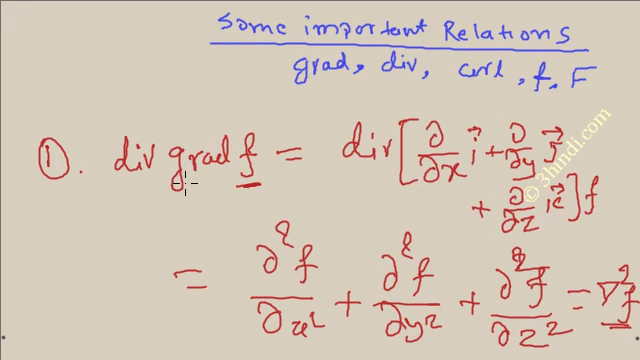 Some important Relations
grad, div, curl, f, F
①. div grad f = div [ ∂/∂x i⃗ + ∂/∂y j⃗
+ ∂/∂z k⃗ ] f
= ∂²f/∂x² + ∂²f/∂y² + ∂²f/∂z² = ∇²f
© 3hindi.com